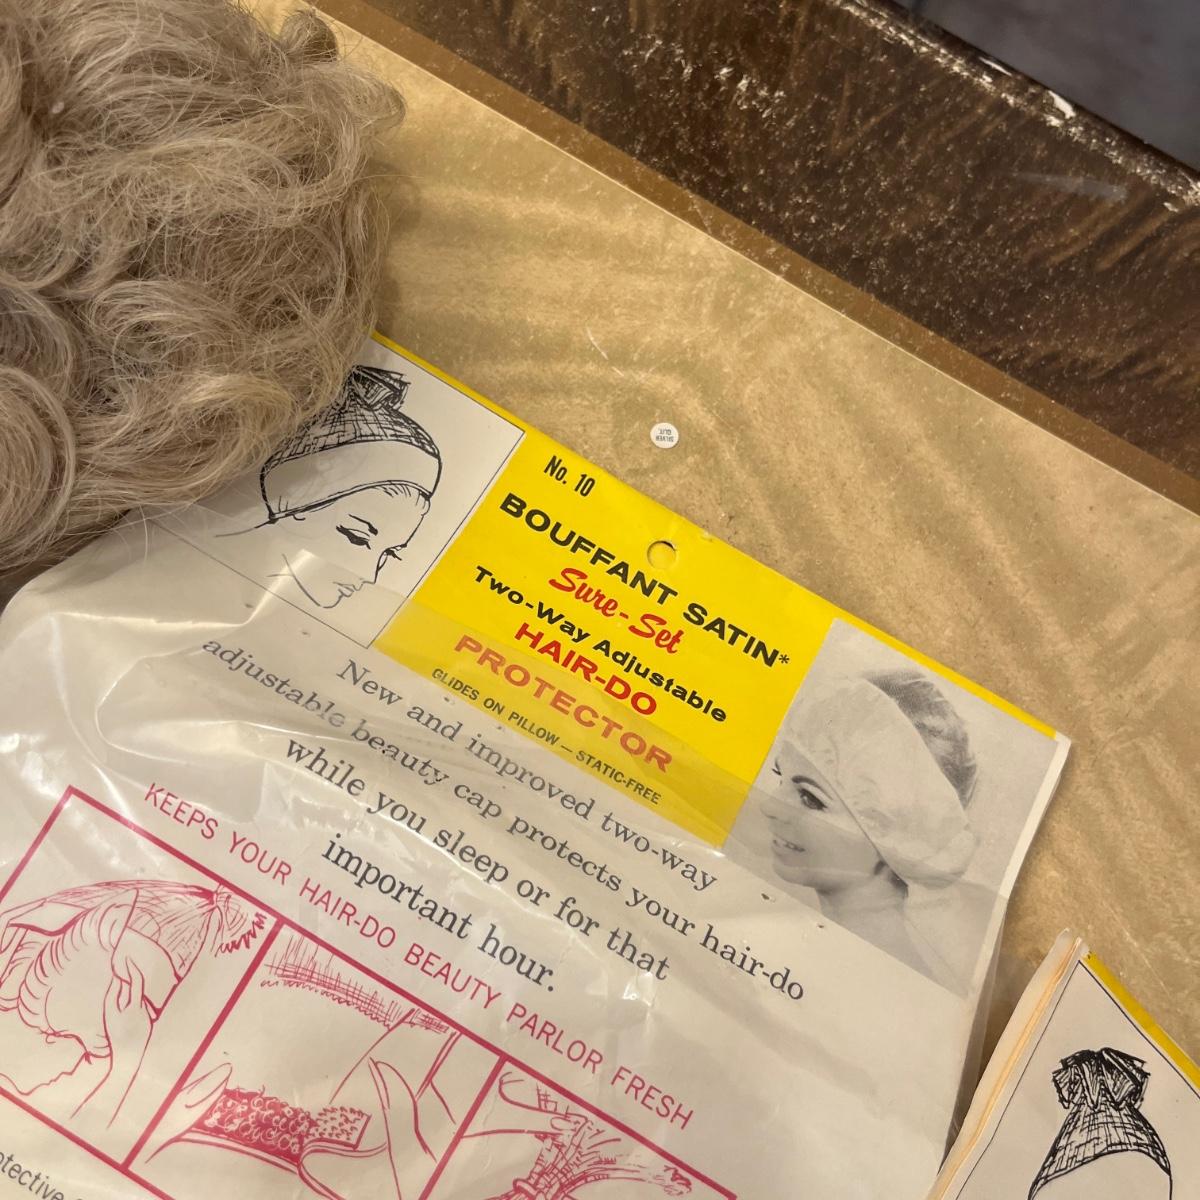 SILVER
GLIT.
No. 10
BOUFFANT SATIN*
Sure-Set
Two-Way Adjustable
HAIR-DO
PROTECTOR
GLIDES ON PILLOW — STATIC-FREE
New and improved two-way
adjustable beauty cap protects your hair-do
while you sleep or for that
important hour.
KEEPS YOUR HAIR-DO BEAUTY PARLOR FRESH